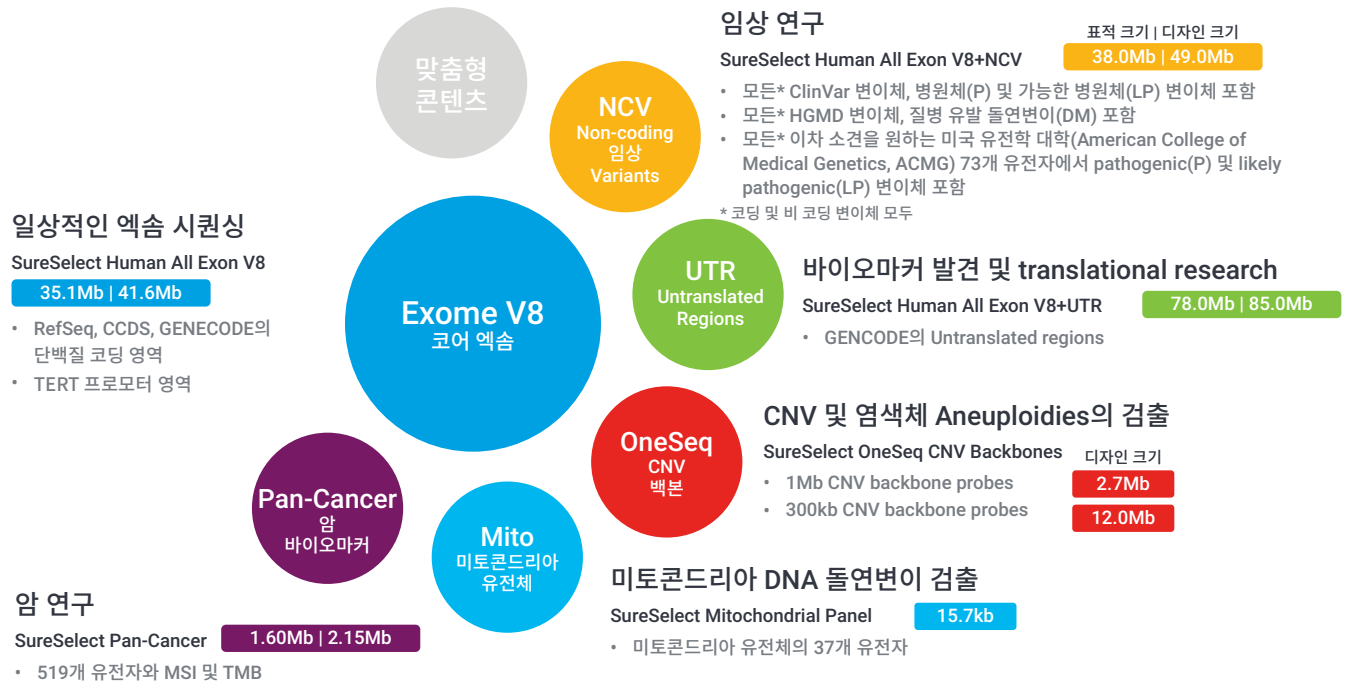 맞춤형
콘텐츠
NCV
Non-coding
임상
Variants
임상 연구
표적 크기 | 디자인 크기
SureSelect Human All Exon V8+NCV
38.0Mb | 49.0Mb
• 모든* ClinVar 변이체, 병원체(P) 및 가능한 병원체(LP) 변이체 포함
• 모든* HGMD 변이체, 질병 유발 돌연변이(DM) 포함
• 모든* 이차 소견을 원하는 미국 유전학 대학(American College of
Medical Genetics, ACMG) 73개 유전자에서 pathogenic(P) 및 likely
pathogenic(LP) 변이체 포함
* 코딩 및 비 코딩 변이체 모두
일상적인 엑솜 시퀀싱
SureSelect Human All Exon V8
35.1Mb | 41.6Mb
• RefSeq, CCDS, GENECODE의
단백질 코딩 영역
• TERT 프로모터 영역
Exome V8
코어 엑솜
UTR
Untranslated
Regions
바이오마커 발견 및 translational research
SureSelect Human All Exon V8+UTR
78.0Mb | 85.0Mb
• GENCODE의 Untranslated regions
OneSeq
CNV
백본
CNV 및 염색체 Aneuploidies의 검출
SureSelect OneSeq CNV Backbones
디자인 크기
• 1Mb CNV backbone probes
2.7Mb
• 300kb CNV backbone probes
12.0Mb
Pan-Cancer
암
바이오마커
Mito
미토콘드리아
유전체
미토콘드리아 DNA 돌연변이 검출
SureSelect Mitochondrial Panel
15.7kb
• 미토콘드리아 유전체의 37개 유전자
암 연구
SureSelect Pan-Cancer
1.60Mb | 2.15Mb
• 519개 유전자와 MSI 및 TMB